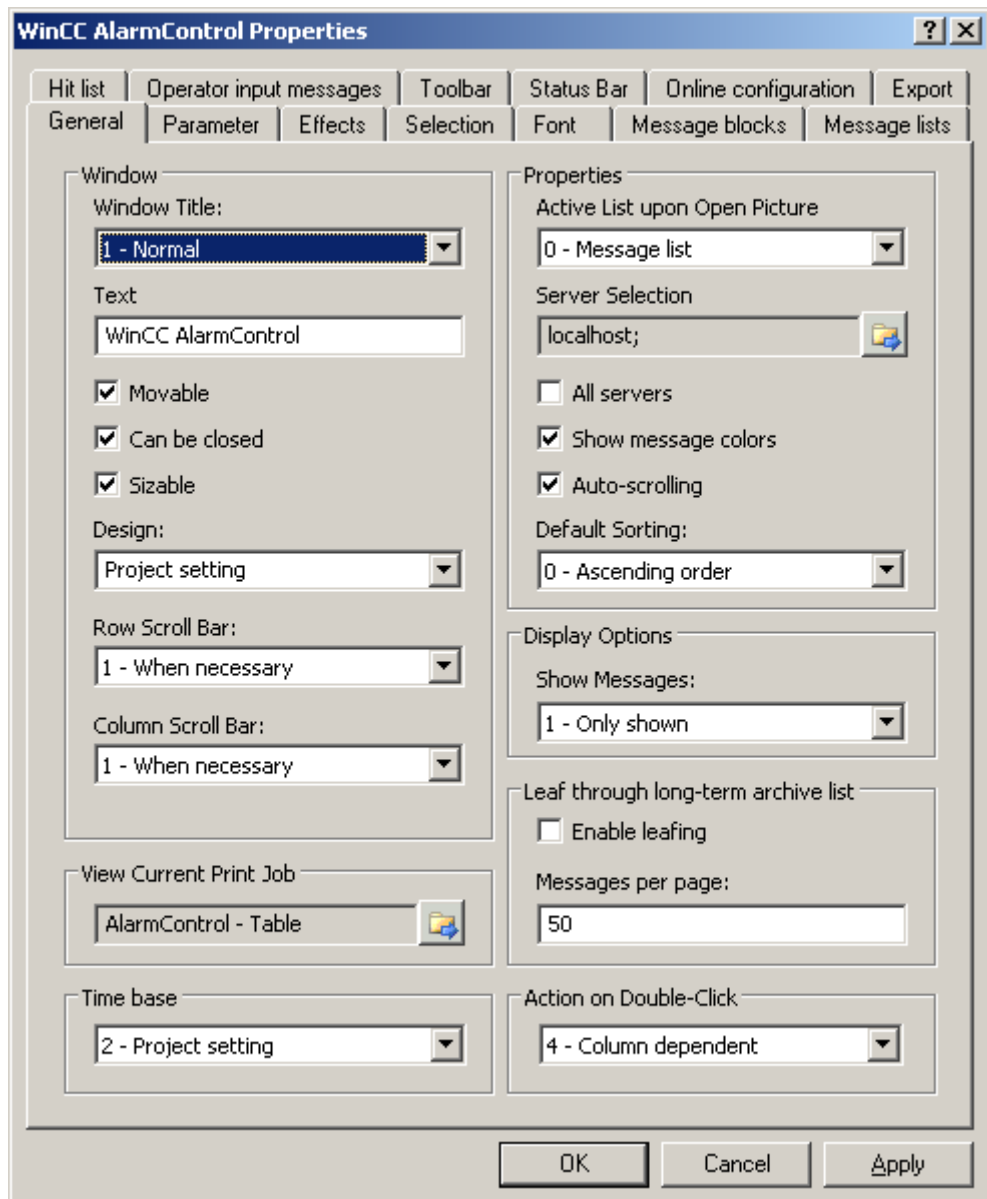 WinCC AlarmControl Properties
Hit list Operator input messages Toolbar Status Bar Online configuration Export
General Parameter Effects Selection Font Message blocks Message lists
Window
Window Title:
1 - Normal
Text
WinCC AlarmControl
Movable
Can be closed
Sizable
Design:
Project setting
Row Scroll Bar:
1 - When necessary
Column Scroll Bar:
1 - When necessary
View Current Print Job
AlarmControl - Table
Time base
2 - Project setting
Properties
Active List upon Open Picture
0 - Message list
Server Selection
localhost;
All servers
Show message colors
Auto-scrolling
Default Sorting:
0 - Ascending order
Display Options
Show Messages:
1 - Only shown
Leaf through long-term archive list
Enable leafing
Messages per page:
50
Action on Double-Click
4 - Column dependent
OK Cancel Apply